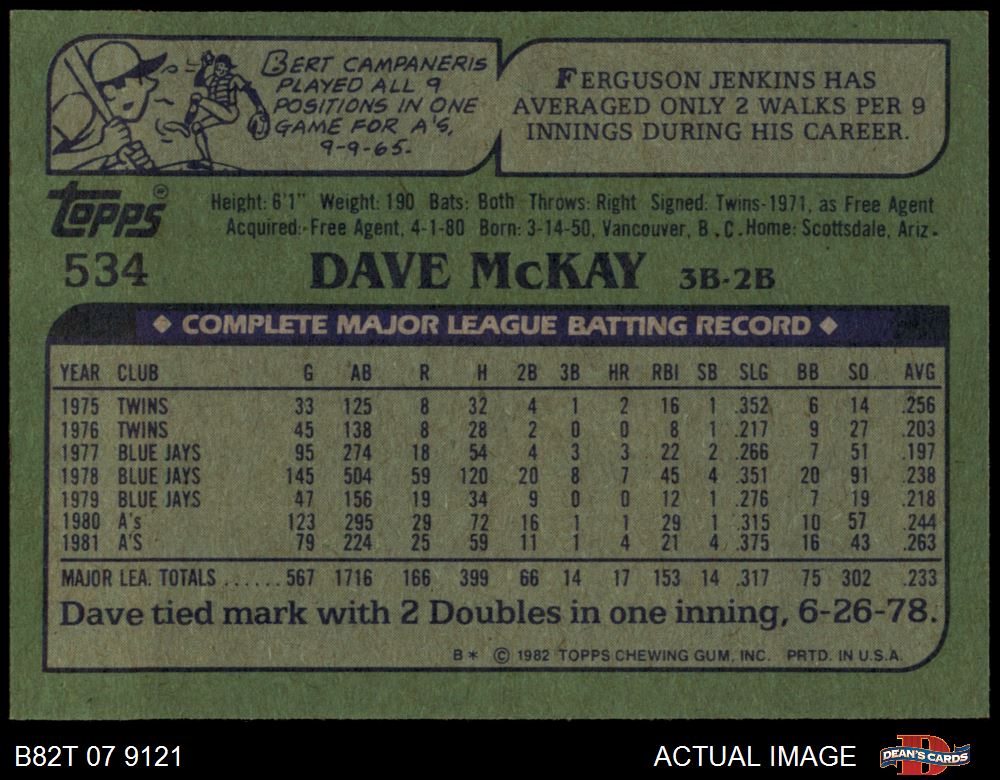 BERT CAMPANERIS
PLAYED ALL 9
POSITIONS IN ONE
GAME FOR A'S,
9-9-65.
FERGUSON JENKINS HAS
AVERAGED ONLY 2 WALKS PER 9
INNINGS DURING HIS CAREER.
Topps®
Height: 6'1" Weight: 190 Bats: Both Throws: Right Signed: Twins-1971, as Free Agent
Acquired:-Free Agent, 4-1-80 Born: 3-14-50, Vancouver, B.C. Home: Scottsdale, Ariz.
534 DAVE McKAY 3B-2B
◆ COMPLETE MAJOR LEAGUE BATTING RECORD ◆
YEAR CLUB G AB R H 2B 3B HR RBI SB SLG BB SO AVG
1975 TWINS 33 125 8 32 4 1 2 16 1 .352 6 14 .256
1976 TWINS 45 138 8 28 2 0 0 8 1 .217 9 27 .203
1977 BLUE JAYS 95 274 18 54 4 3 3 22 2 .266 7 51 .197
1978 BLUE JAYS 145 504 59 120 20 8 7 45 4 .351 20 91 .238
1979 BLUE JAYS 47 156 19 34 9 0 0 12 1 .276 7 19 .218
1980 A's 123 295 29 72 16 1 1 29 1 .315 10 57 .244
1981 A'S 79 224 25 59 11 1 4 21 4 .375 16 43 .263
MAJOR LEA. TOTALS ......567 1716 166 399 66 14 17 153 14 .317 75 302 .233
Dave tied mark with 2 Doubles in one inning, 6-26-78.
B* © 1982 TOPPS CHEWING GUM, INC. PRTD. IN U.S.A.
B82T 07 9121 ACTUAL IMAGE DEAN'S CARDS